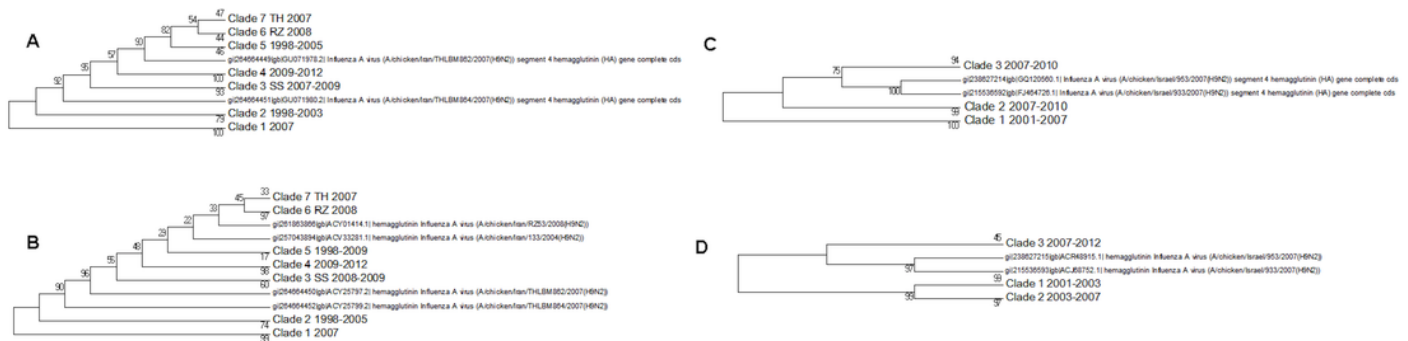 A
47
54
Clade 7 TH 2007
82
Clade 6 RZ 2008
44
93
Clade 5 1998-2005
46
gi|264664449|gb|GU071978.2| Influenza A virus (A/chicken/Iran/THLBM862/2007(H9N2)) segment 4 hemagglutinin (HA) gene complete cds
52
Clade 4 2009-2012
100
Clade 3 SS 2007-2009
93
gi|264664451|gb|GU071980.2| Influenza A virus (A/chicken/Iran/THLBM864/2007(H9N2)) segment 4 hemagglutinin (HA) gene complete cds
Clade 2 1998-2003
79
Clade 1 2007
100
C
94
Clade 3 2007-2010
75
gi|238627214|gb|GQ120560.1| Influenza A virus (A/chicken/Israel/953/2007(H9N2)) segment 4 hemagglutinin (HA) gene complete cds
100
gi|215536592|gb|FJ464726.1| Influenza A virus (A/chicken/Israel/933/2007(H9N2)) segment 4 hemagglutinin (HA) gene complete cds
Clade 2 2007-2010
99
Clade 1 2001-2007
100
B
33
45
Clade 7 TH 2007
33
Clade 6 RZ 2008
97
22
gi|261863866|gb|ACY01414.1| hemagglutinin Influenza A virus (A/chicken/Iran/RZ53/2008(H9N2))
23
gi|257043894|gb|ACV33281.1| hemagglutinin Influenza A virus (A/chicken/Iran/133/2004(H9N2))
48
Clade 5 1998-2009
17
55
Clade 4 2009-2012
98
96
Clade 3 SS 2008-2009
60
90
gi|264664450|gb|ACY25797.2| hemagglutinin Influenza A virus (A/chicken/Iran/THLBM862/2007(H9N2))
gi|264664452|gb|ACY25799.2| hemagglutinin Influenza A virus (A/chicken/Iran/THLBM864/2007(H9N2))
Clade 2 1998-2005
74
Clade 1 2007
99
D
45
Clade 3 2007-2012
gi|238627215|gb|ACR48915.1| hemagglutinin Influenza A virus (A/chicken/Israel/953/2007(H9N2))
97
gi|215536593|gb|ACJ68752.1| hemagglutinin Influenza A virus (A/chicken/Israel/933/2007(H9N2))
99
Clade 1 2001-2003
99
Clade 2 2003-2007
97